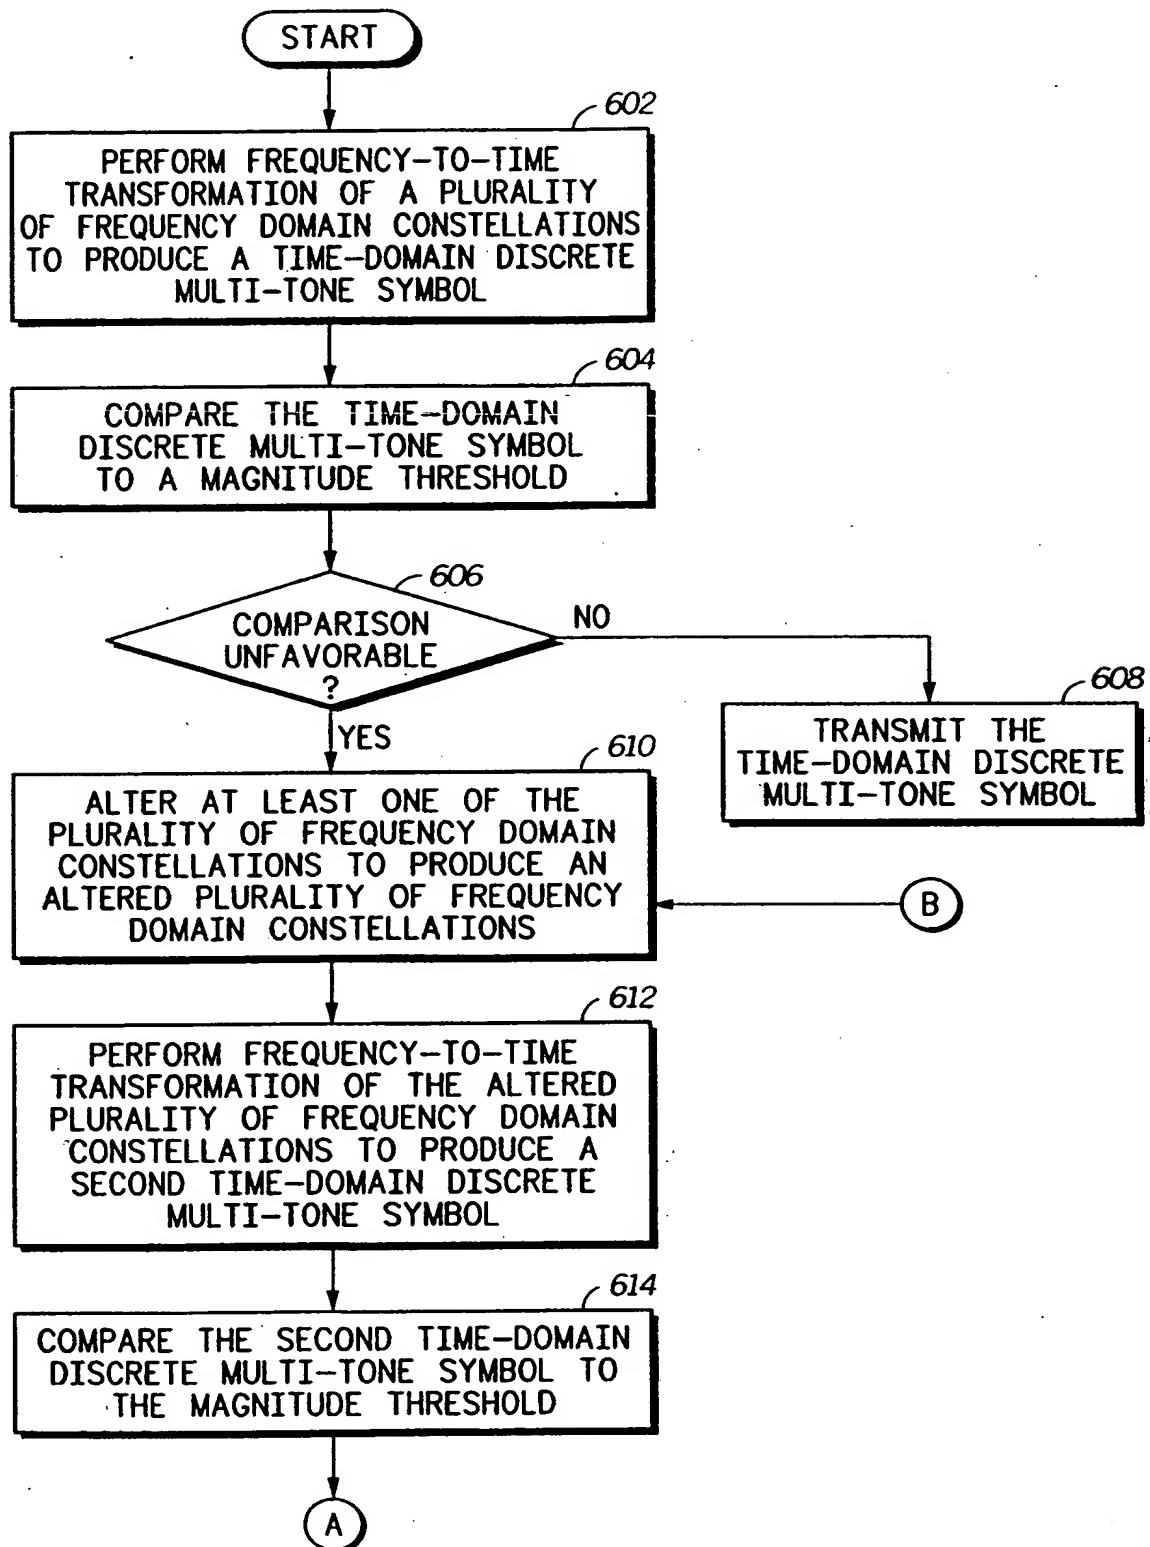 START
602
PERFORM FREQUENCY-TO-TIME
TRANSFORMATION OF A PLURALITY
OF FREQUENCY DOMAIN CONSTELLATIONS
TO PRODUCE A TIME-DOMAIN DISCRETE
MULTI-TONE SYMBOL
604
COMPARE THE TIME-DOMAIN
DISCRETE MULTI-TONE SYMBOL
TO A MAGNITUDE THRESHOLD
606
COMPARISON
UNFAVORABLE
?
NO
YES
608
TRANSMIT THE
TIME-DOMAIN DISCRETE
MULTI-TONE SYMBOL
610
ALTER AT LEAST ONE OF THE
PLURALITY OF FREQUENCY DOMAIN
CONSTELLATIONS TO PRODUCE AN
ALTERED PLURALITY OF FREQUENCY
DOMAIN CONSTELLATIONS
B
612
PERFORM FREQUENCY-TO-TIME
TRANSFORMATION OF THE ALTERED
PLURALITY OF FREQUENCY DOMAIN
CONSTELLATIONS TO PRODUCE A
SECOND TIME-DOMAIN DISCRETE
MULTI-TONE SYMBOL
614
COMPARE THE SECOND TIME-DOMAIN
DISCRETE MULTI-TONE SYMBOL TO
THE MAGNITUDE THRESHOLD
A